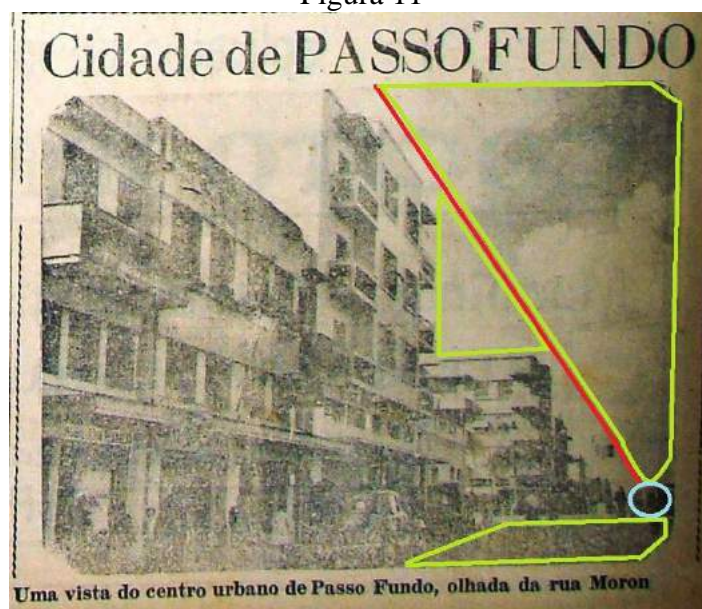 Figura 11
Cidade de PASSO FUNDO
Uma vista do centro urbano de Passo Fundo, olhada da rua Moron